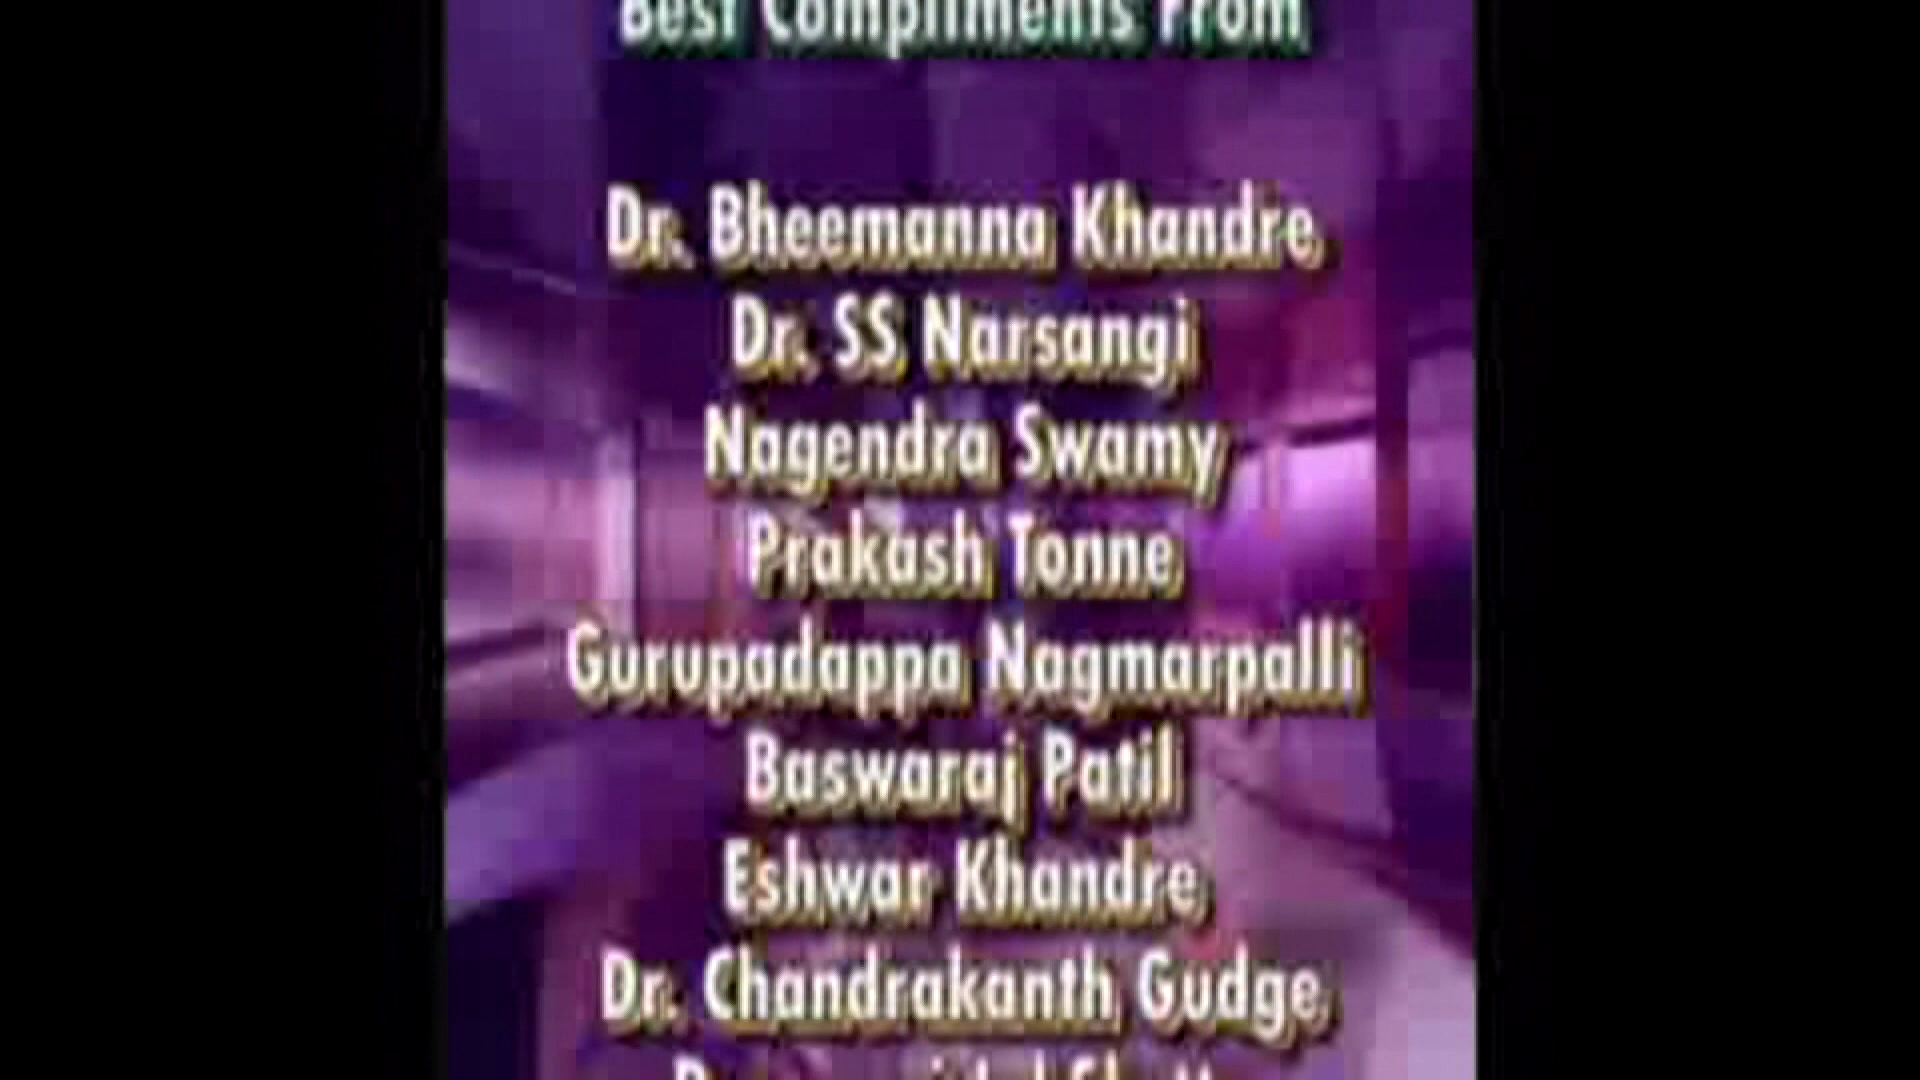 Best Compliments From
Dr. Bheemanna Khandre
Dr. SS Narsangi
Nagendra Swamy
Prakash Tonne
Gurupadappa Nagmarpalli
Baswaraj Patil
Eshwar Khandre
Dr. Chandrakanth Gudge